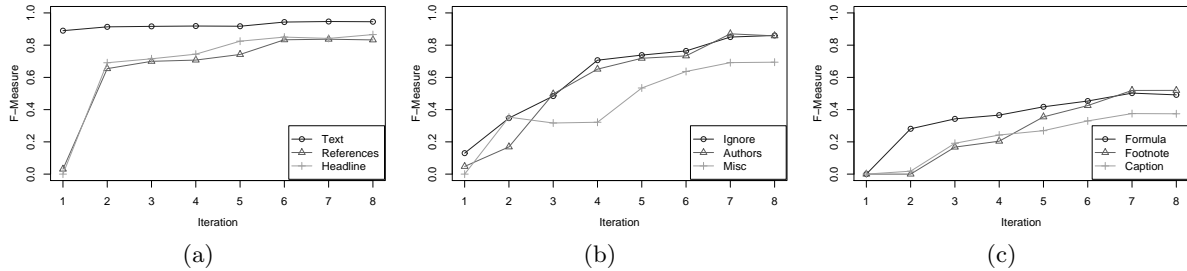 F−Measure
0.0 0.2 0.4 0.6 0.8 1.0
1 2 3 4 5 6 7 8
Iteration
Text
References
Headline
(a)
F−Measure
0.0 0.2 0.4 0.6 0.8 1.0
1 2 3 4 5 6 7 8
Iteration
Ignore
Authors
Misc
(b)
F−Measure
0.0 0.2 0.4 0.6 0.8 1.0
1 2 3 4 5 6 7 8
Iteration
Formula
Footnote
Caption
(c)